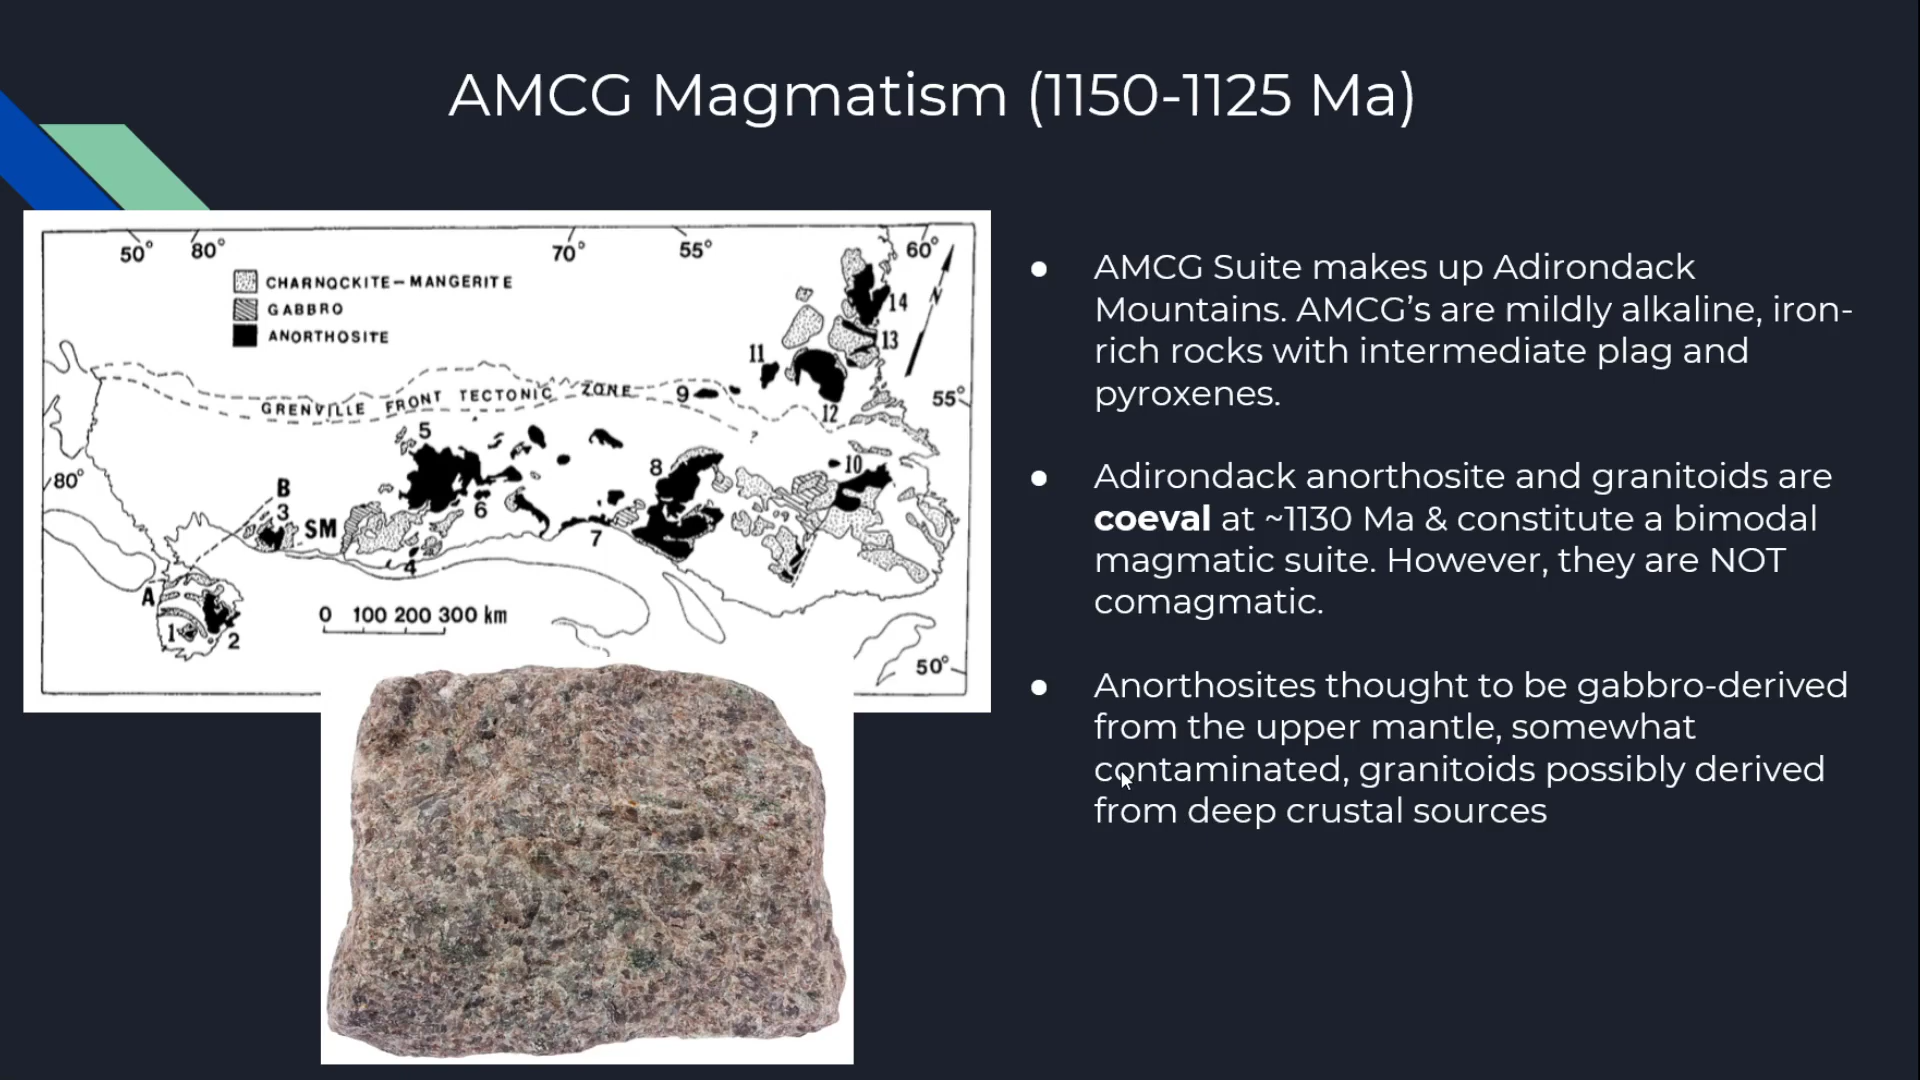 AMCG Magmatism (1150-1125 Ma)
50° 80° 70° 55° 60°
CHARNOCKITE-MANGERITE
GABBRO
ANORTHOSITE
14
N
13
11
GRENVILLE FRONT TECTONIC ZONE
9
55°
12
5
?
8
10
80°
B
3
SM
6
7
4
A
0 100 200 300 km
1
2
50°
● AMCG Suite makes up Adirondack
Mountains. AMCG’s are mildly alkaline, iron-
rich rocks with intermediate plag and
pyroxenes.
● Adirondack anorthosite and granitoids are
coeval at ~1130 Ma & constitute a bimodal
magmatic suite. However, they are NOT
comagmatic.
● Anorthosites thought to be gabbro-derived
from the upper mantle, somewhat
contaminated, granitoids possibly derived
from deep crustal sources